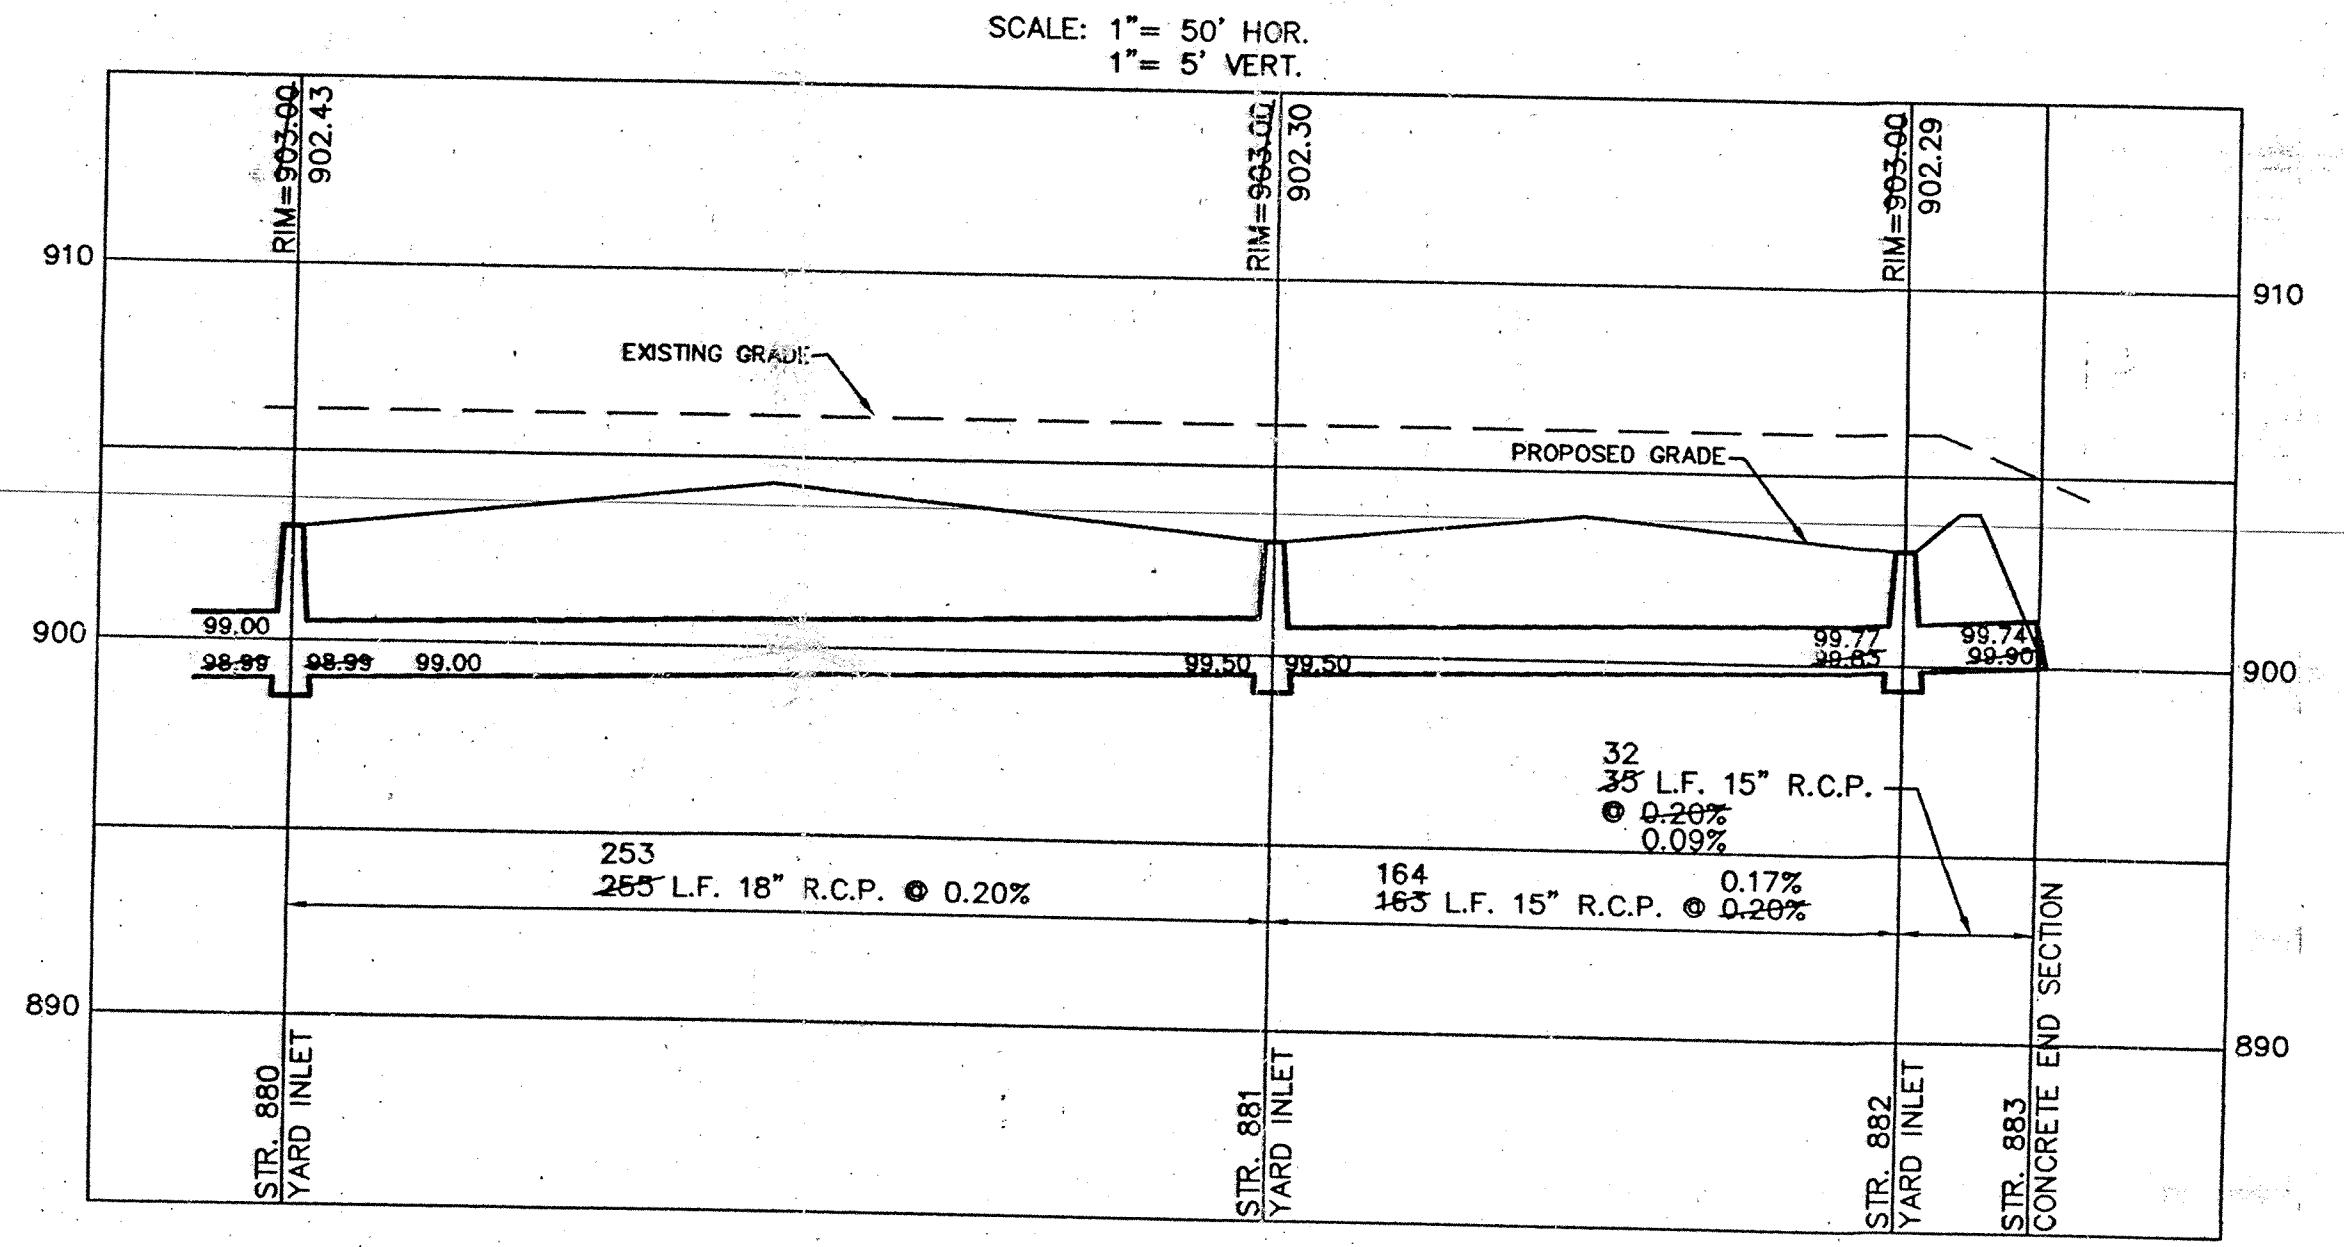 SCALE: 1"= 50' HOR.
1"= 5' VERT.
RIM=903.00
902.43
RIM=903.00
902.30
RIM=903.00
902.29
910
910
EXISTING GRADE
PROPOSED GRADE
99.00
900
98.99
98.99
99.00
99.50
99.50
99.77
99.83
99.74
99.90
900
32
35 L.F. 15" R.C.P.
@ 0.20%
0.09%
253
255 L.F. 18" R.C.P. @ 0.20%
164
0.17%
163 L.F. 15" R.C.P. @ 0.20%
890
890
STR. 880
YARD INLET
STR. 881
YARD INLET
STR. 882
YARD INLET
STR. 883
CONCRETE END SECTION